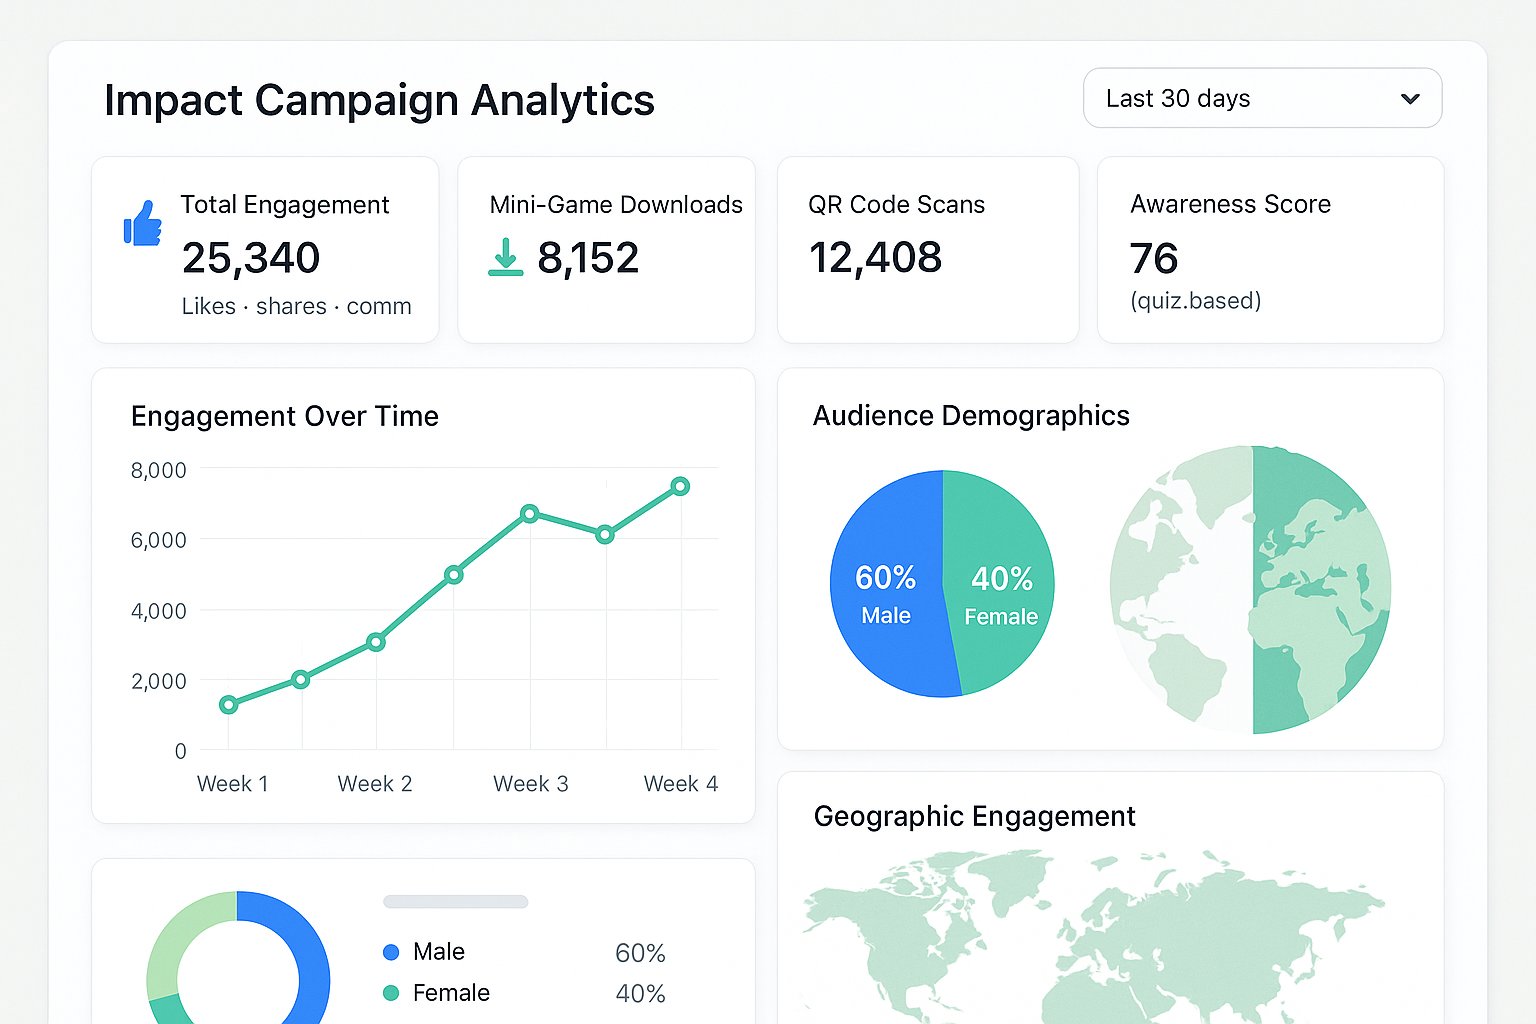 Impact Campaign Analytics
Last 30 days
Total Engagement
25,340
Likes · shares · comm
Mini-Game Downloads
8,152
QR Code Scans
12,408
Awareness Score
76
(quiz.based)
Engagement Over Time
8,000
6,000
4,000
2,000
0
Week 1 Week 2 Week 3 Week 4
Audience Demographics
60% 40%
Male Female
Geographic Engagement
Male 60%
Female 40%